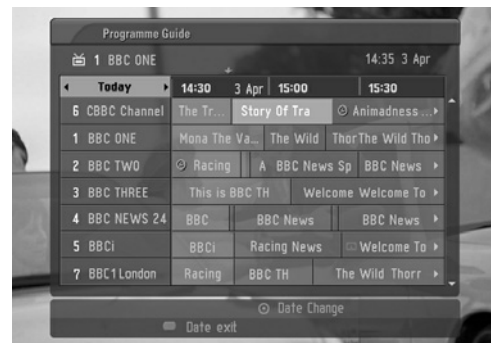 Programme Guide
1 BBC ONE 14:35 3 Apr
Today 14:30 3 Apr 15:00 15:30
6 CBBC Channel The Tr... Story Of Tra Animadness ...
1 BBC ONE Mona The Va... The Wild Thor The Wild Tho
2 BBC TWO Racing A BBC News Sp BBC News
3 BBC THREE This is BBC TH Welcome Welcome To
4 BBC NEWS 24 BBC BBC News BBC News
5 BBCi BBCi Racing News Welcome To
7 BBC1 London Racing BBC TH The Wild Thorr
Date Change
Date exit